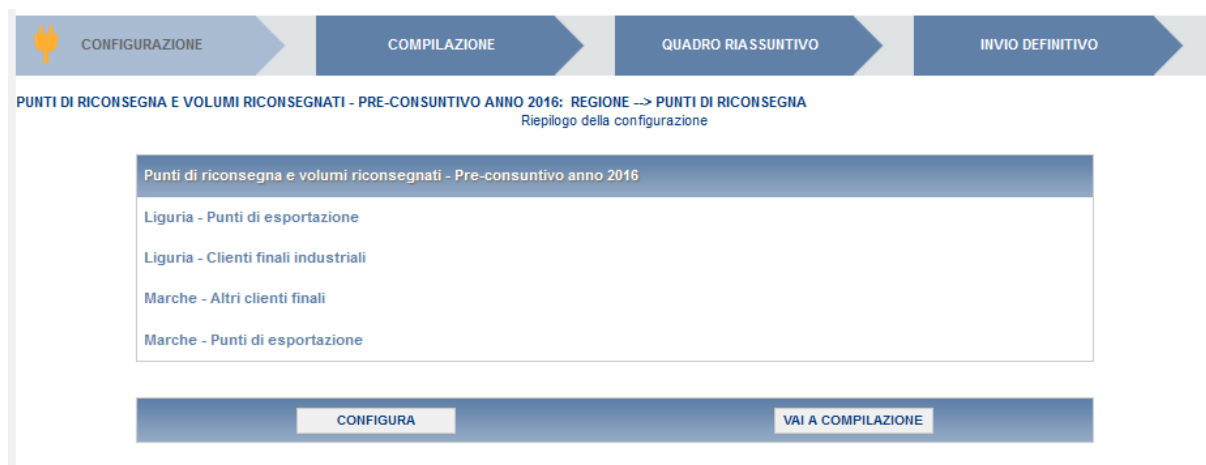 CONFIGURAZIONE
COMPILAZIONE
QUADRO RIASSUNTIVO
INVIO DEFINITIVO
PUNTI DI RICONSEGNA E VOLUMI RICONSEGNATI - PRE-CONSUNTIVO ANNO 2016: REGIONE --> PUNTI DI RICONSEGNA
Riepilogo della configurazione
Punti di riconsegna e volumi riconsegnati - Pre-consuntivo anno 2016
Liguria - Punti di esportazione
Liguria - Clienti finali industriali
Marche - Altri clienti finali
Marche - Punti di esportazione
CONFIGURA
VAI A COMPILAZIONE